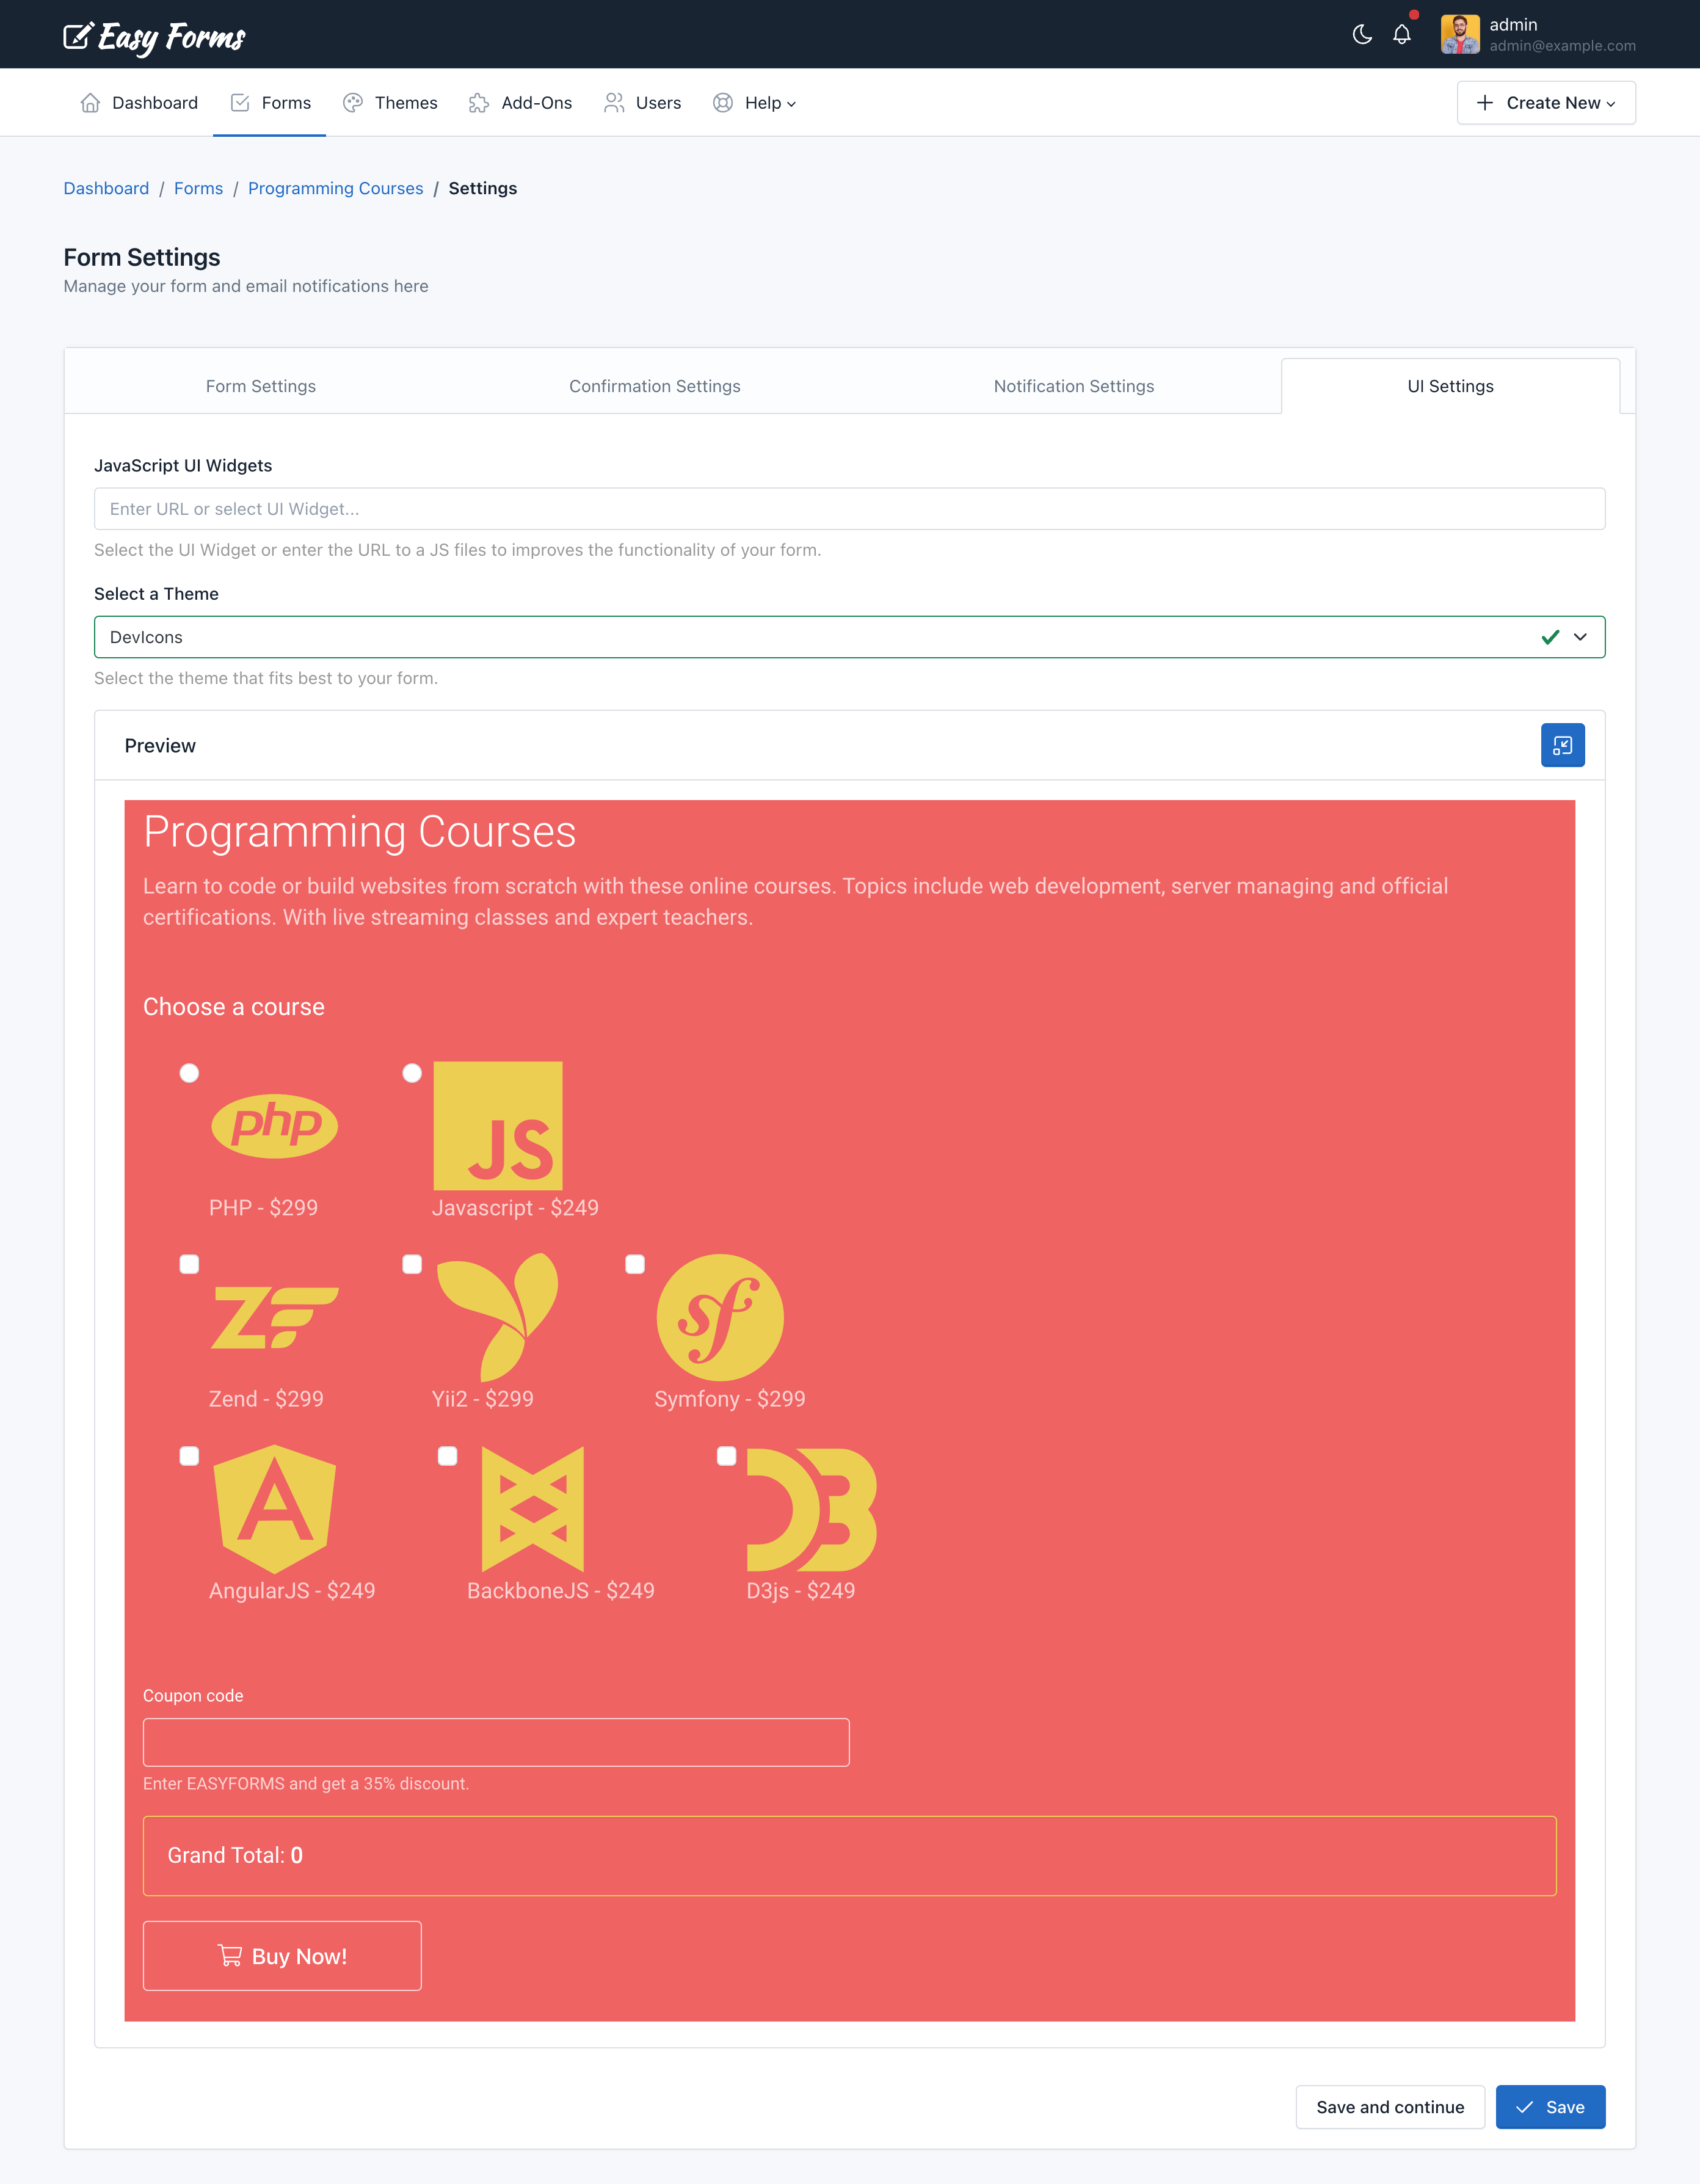 Easy Forms
admin
admin@example.com
Dashboard Forms Themes Add-Ons Users Help Create New
Dashboard / Forms / Programming Courses / Settings
Form Settings
Manage your form and email notifications here
Form Settings Confirmation Settings Notification Settings UI Settings
JavaScript UI Widgets
Enter URL or select UI Widget...
Select the UI Widget or enter the URL to a JS files to improves the functionality of your form.
Select a Theme
DevIcons
Select the theme that fits best to your form.
Preview
Programming Courses
Learn to code or build websites from scratch with these online courses. Topics include web development, server managing and official
certifications. With live streaming classes and expert teachers.
Choose a course
php JS
PHP - $299 Javascript - $249
ZF sf
Zend - $299 Yii2 - $299 Symfony - $299
A D3
AngularJS - $249 BackboneJS - $249 D3js - $249
Coupon code
Enter EASYFORMS and get a 35% discount.
Grand Total: 0
Buy Now!
Save and continue Save